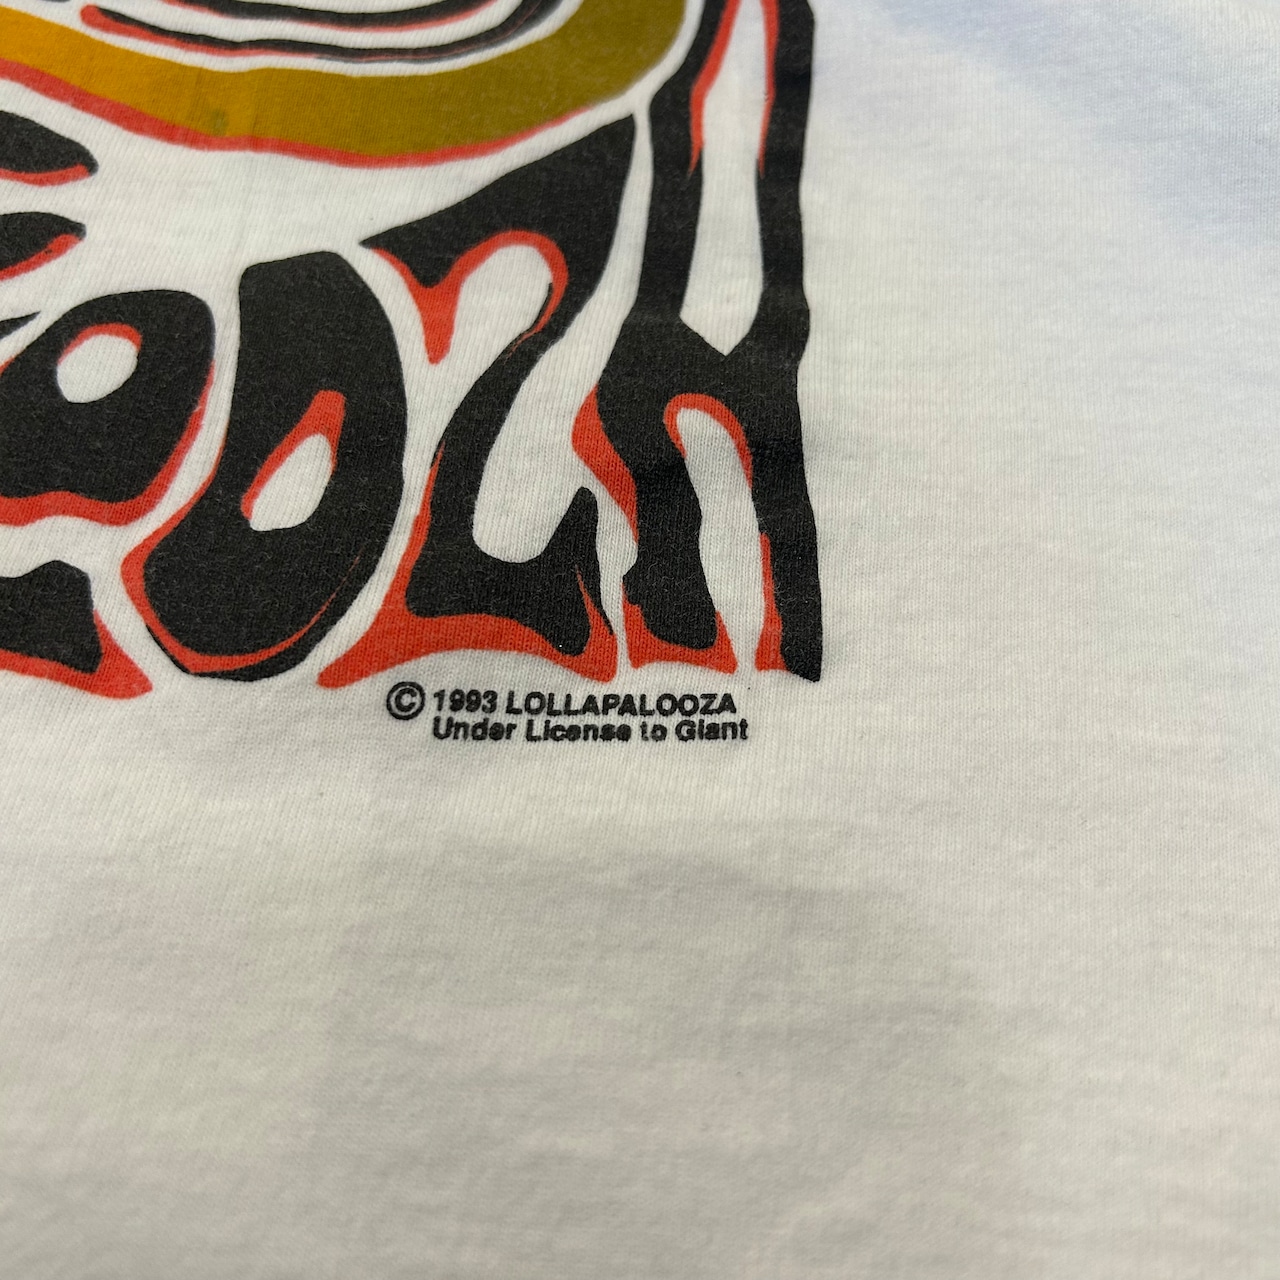 © 1993 LOLLAPALOOZA
Under License to Giant